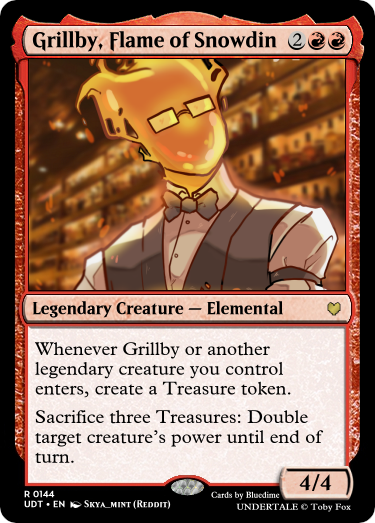 Grillby, Flame of Snowdin 2
Legendary Creature — Elemental
Whenever Grillby or another
legendary creature you control
enters, create a Treasure token.
Sacrifice three Treasures: Double
target creature's power until end of
turn.
4/4
R 0144
UDT • EN Skya_mint (Reddit)
Cards by Bluedime
UNDERTALE © Toby Fox